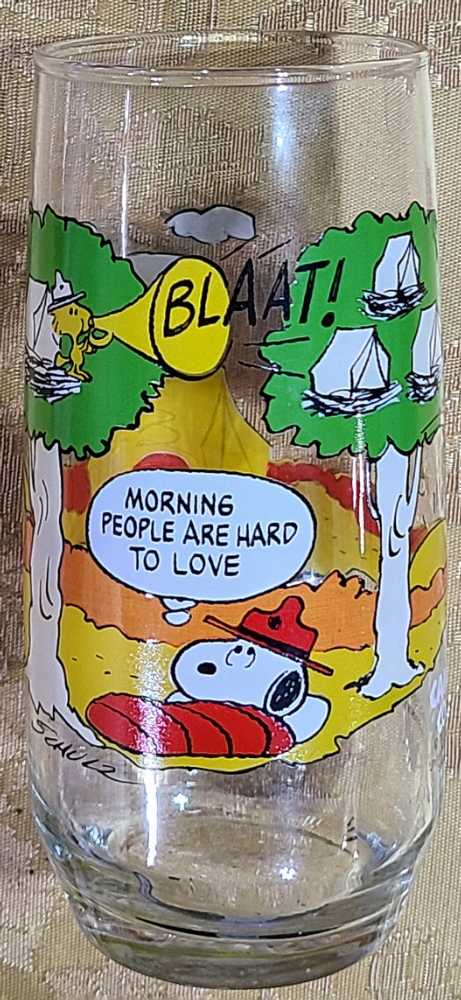 BLAAT!
MORNING
PEOPLE ARE HARD
TO LOVE
SCHULZ